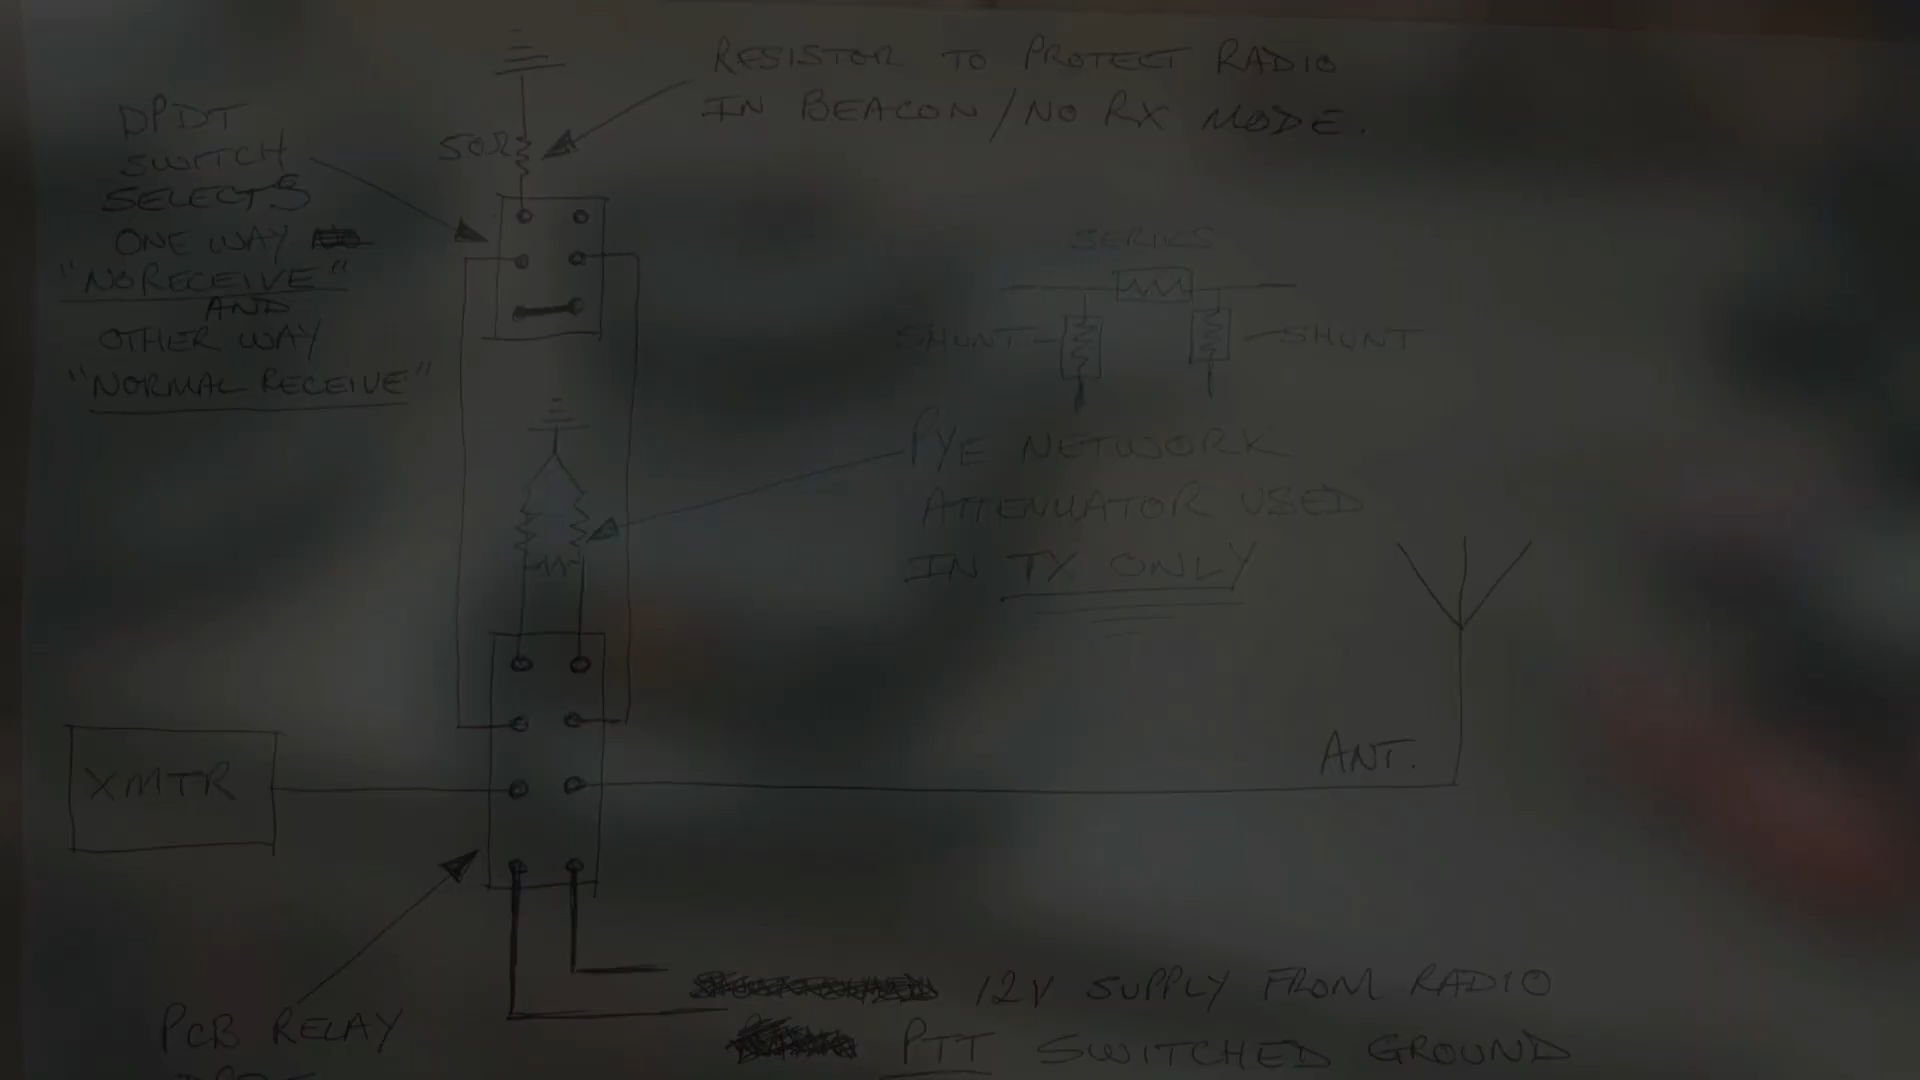 RESISTOR TO PROTECT RADIO
IN BEACON/NO RX MODE.
DPDT
SWITCH
SELECTS
ONE WAY
"NO RECEIVE"
AND
OTHER WAY
"NORMAL RECEIVE"
50Ω
SERIES
SHUNT
SHUNT
PYE NETWORK
ATTENUATOR USED
IN TX ONLY
XMTR
ANT.
12V SUPPLY FROM RADIO
PTT SWITCHED GROUND
PCB RELAY